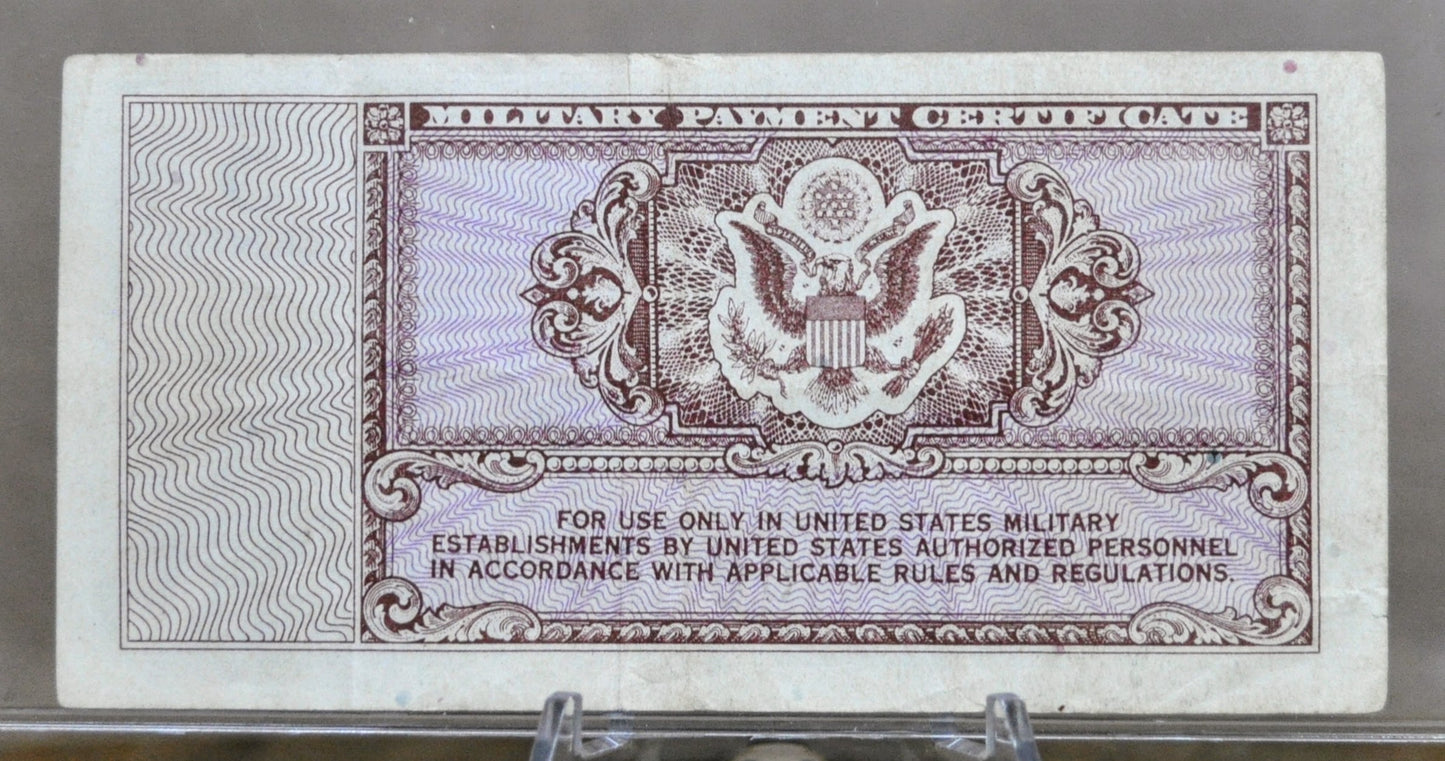 MILITARY PAYMENT CERTIFICATE
FOR USE ONLY IN UNITED STATES MILITARY
ESTABLISHMENTS BY UNITED STATES AUTHORIZED PERSONNEL
IN ACCORDANCE WITH APPLICABLE RULES AND REGULATIONS.